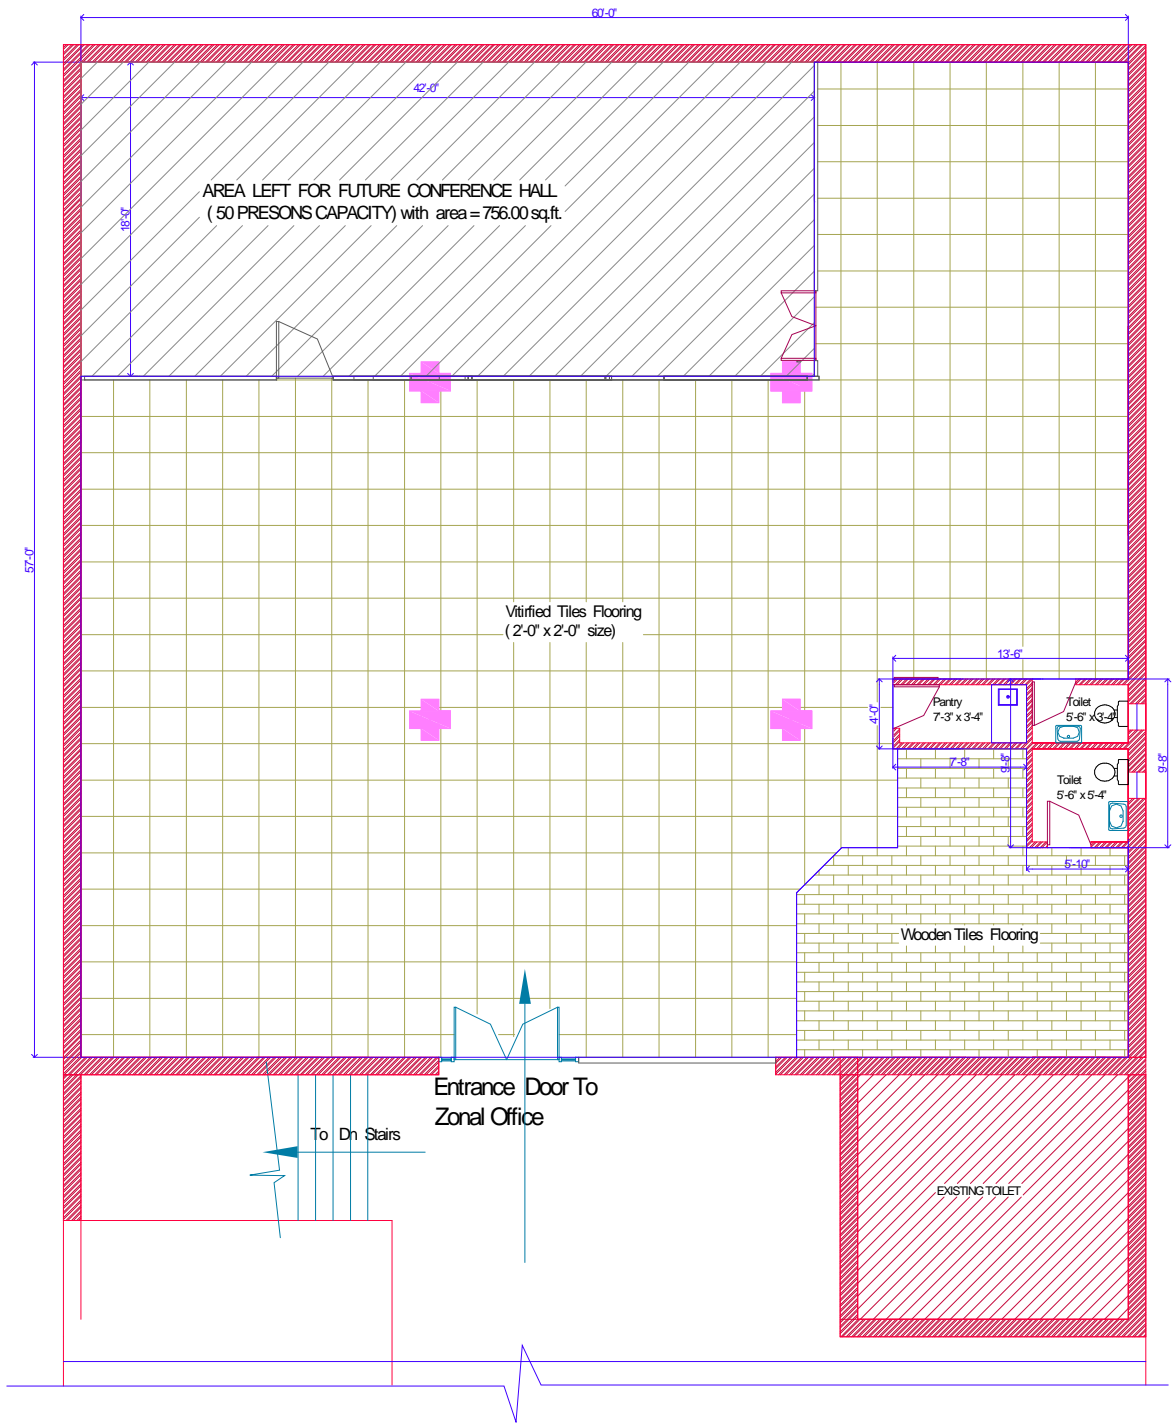 60'-0"
42'-0"
AREA LEFT FOR FUTURE CONFERENCE HALL
( 50 PRESONS CAPACITY) with area = 756.00 sq.ft.
18'-0"
57'-0"
Vitirfied Tiles Flooring
( 2'-0" x 2'-0" size)
13'-6"
Pantry
7'-3" x 3'-4"
Toilet
5'-6" x 3'-4"
4'-0"
7'-8"
9'-8"
9'-8"
Toilet
5'-6" x 5'-4"
5'-10"
Wooden Tiles Flooring
Entrance Door To
Zonal Office
To Dn Stairs
EXISTING TOILET